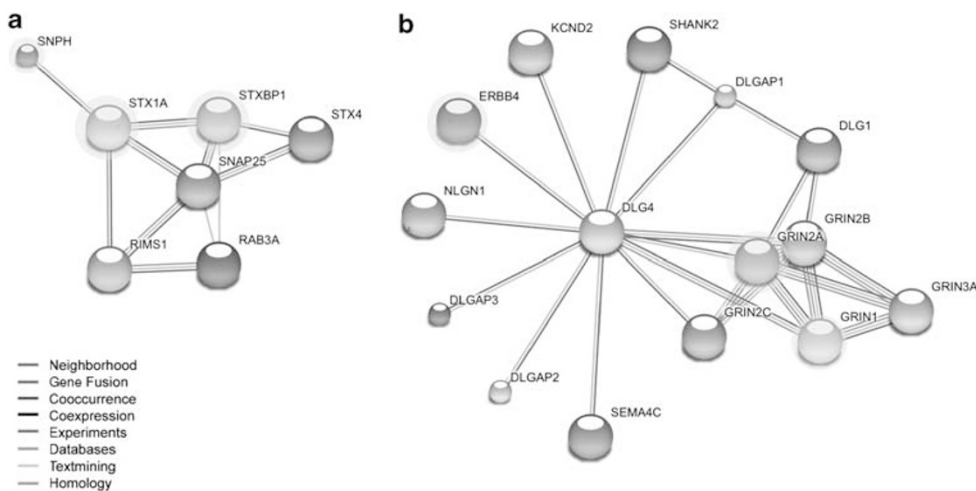 a
SNPH
STX1A
STXBP1
STX4
SNAP25
RIMS1
RAB3A
Neighborhood
Gene Fusion
Cooccurrence
Coexpression
Experiments
Databases
Textmining
Homology
b
KCND2
SHANK2
DLGAP1
ERBB4
DLG1
NLGN1
DLG4
GRIN2B
GRIN2A
DLGAP3
GRIN3A
GRIN2C
GRIN1
DLGAP2
SEMA4C